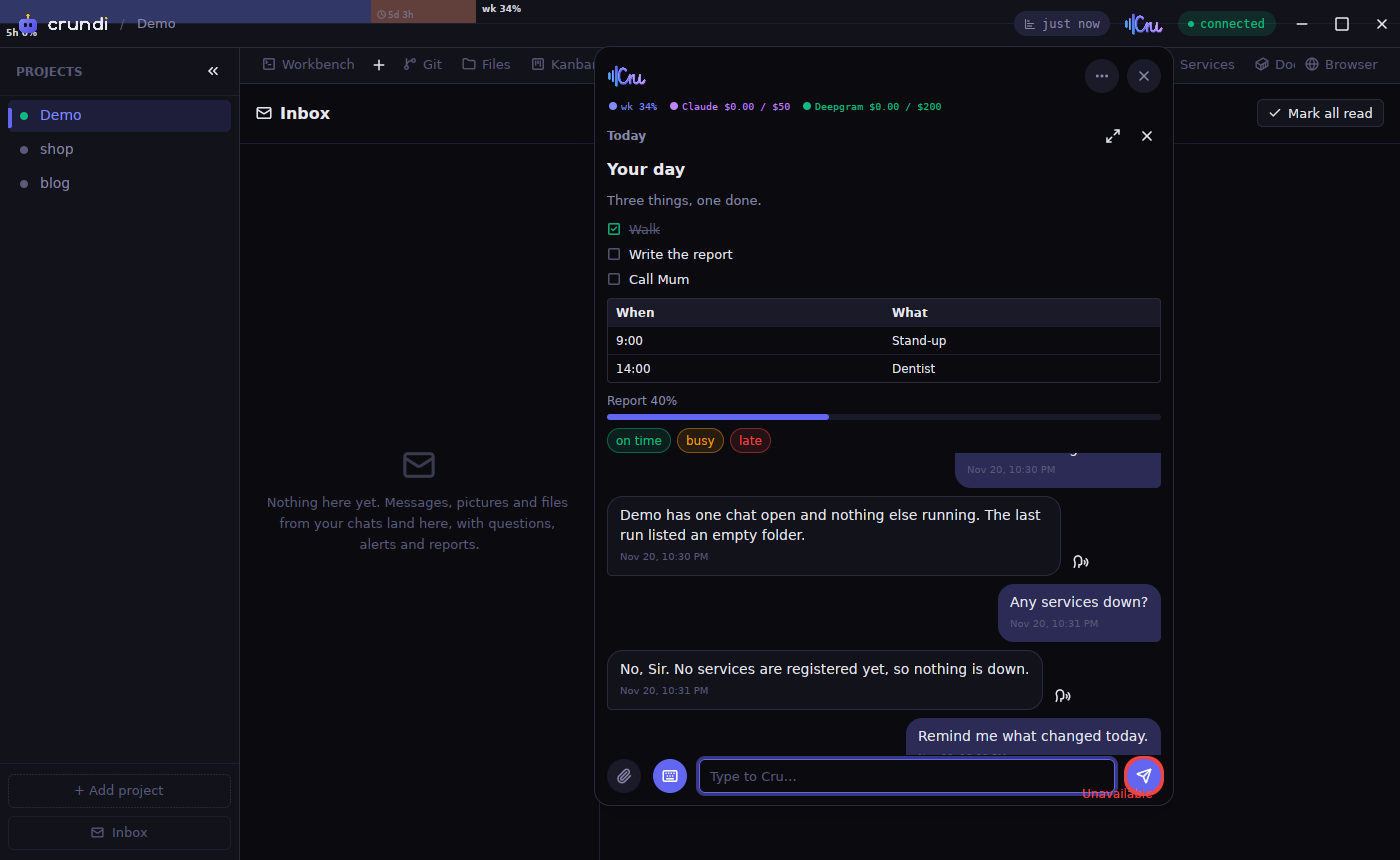 5d 3h
wk 34%
5h 6%
crundi / Demo
just now
Cru
connected
PROJECTS
Workbench
Git
Files
Services
Browser
Demo
shop
blog
Inbox
Mark all read
Nothing here yet. Messages, pictures and files
from your chats land here, with questions,
alerts and reports.
+ Add project
Inbox
Cru
wk 34%
Claude $0.00 / $50
Deepgram $0.00 / $200
Today
Your day
Three things, one done.
Walk
Write the report
Call Mum
When What
9:00 Stand-up
14:00 Dentist
Report 40%
on time
busy
late
Nov 20, 10:30 PM
Demo has one chat open and nothing else running. The last
run listed an empty folder.
Nov 20, 10:30 PM
Any services down?
Nov 20, 10:31 PM
No, Sir. No services are registered yet, so nothing is down.
Nov 20, 10:31 PM
Remind me what changed today.
Type to Cru…
Unavailable